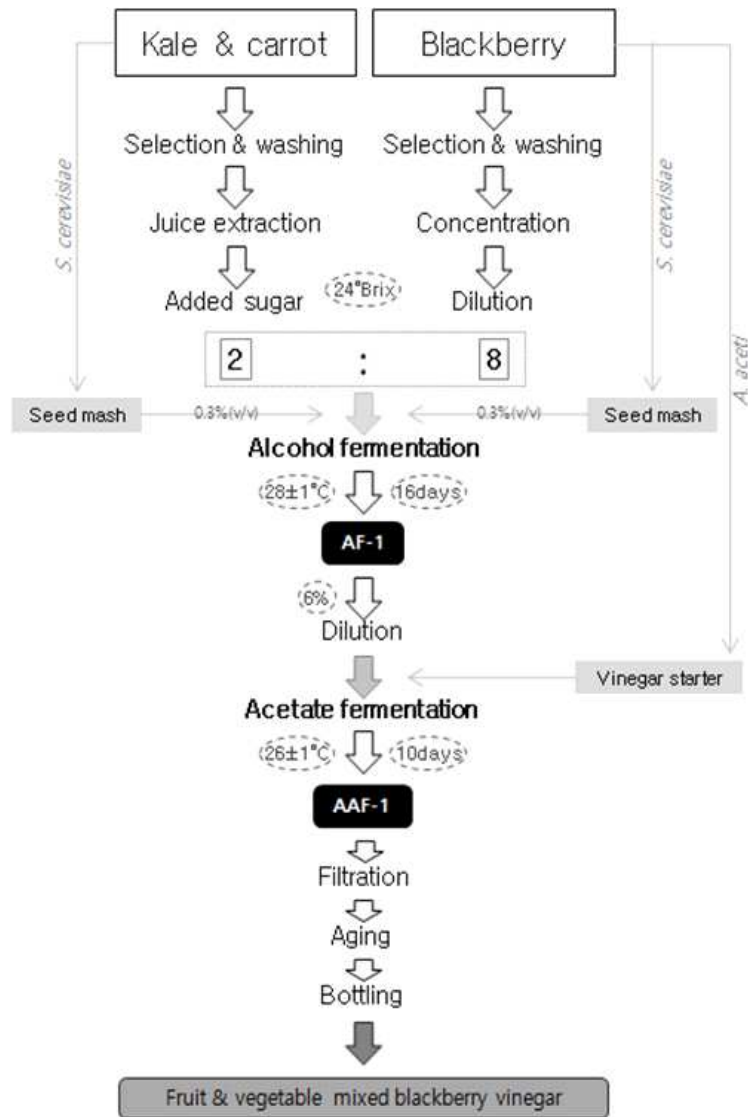 Kale & carrot
Blackberry
Selection & washing
Selection & washing
S. cerevisiae
S. cerevisiae
Juice extraction
Concentration
24°Brix
Added sugar
Dilution
A. aceti
2 : 8
Seed mash
0.3%(v/v)
0.3%(v/v)
Seed mash
Alcohol fermentation
28±1°C
16days
AF-1
6%
Dilution
Vinegar starter
Acetate fermentation
26±1°C
10days
AAF-1
Filtration
Aging
Bottling
Fruit & vegetable mixed blackberry vinegar